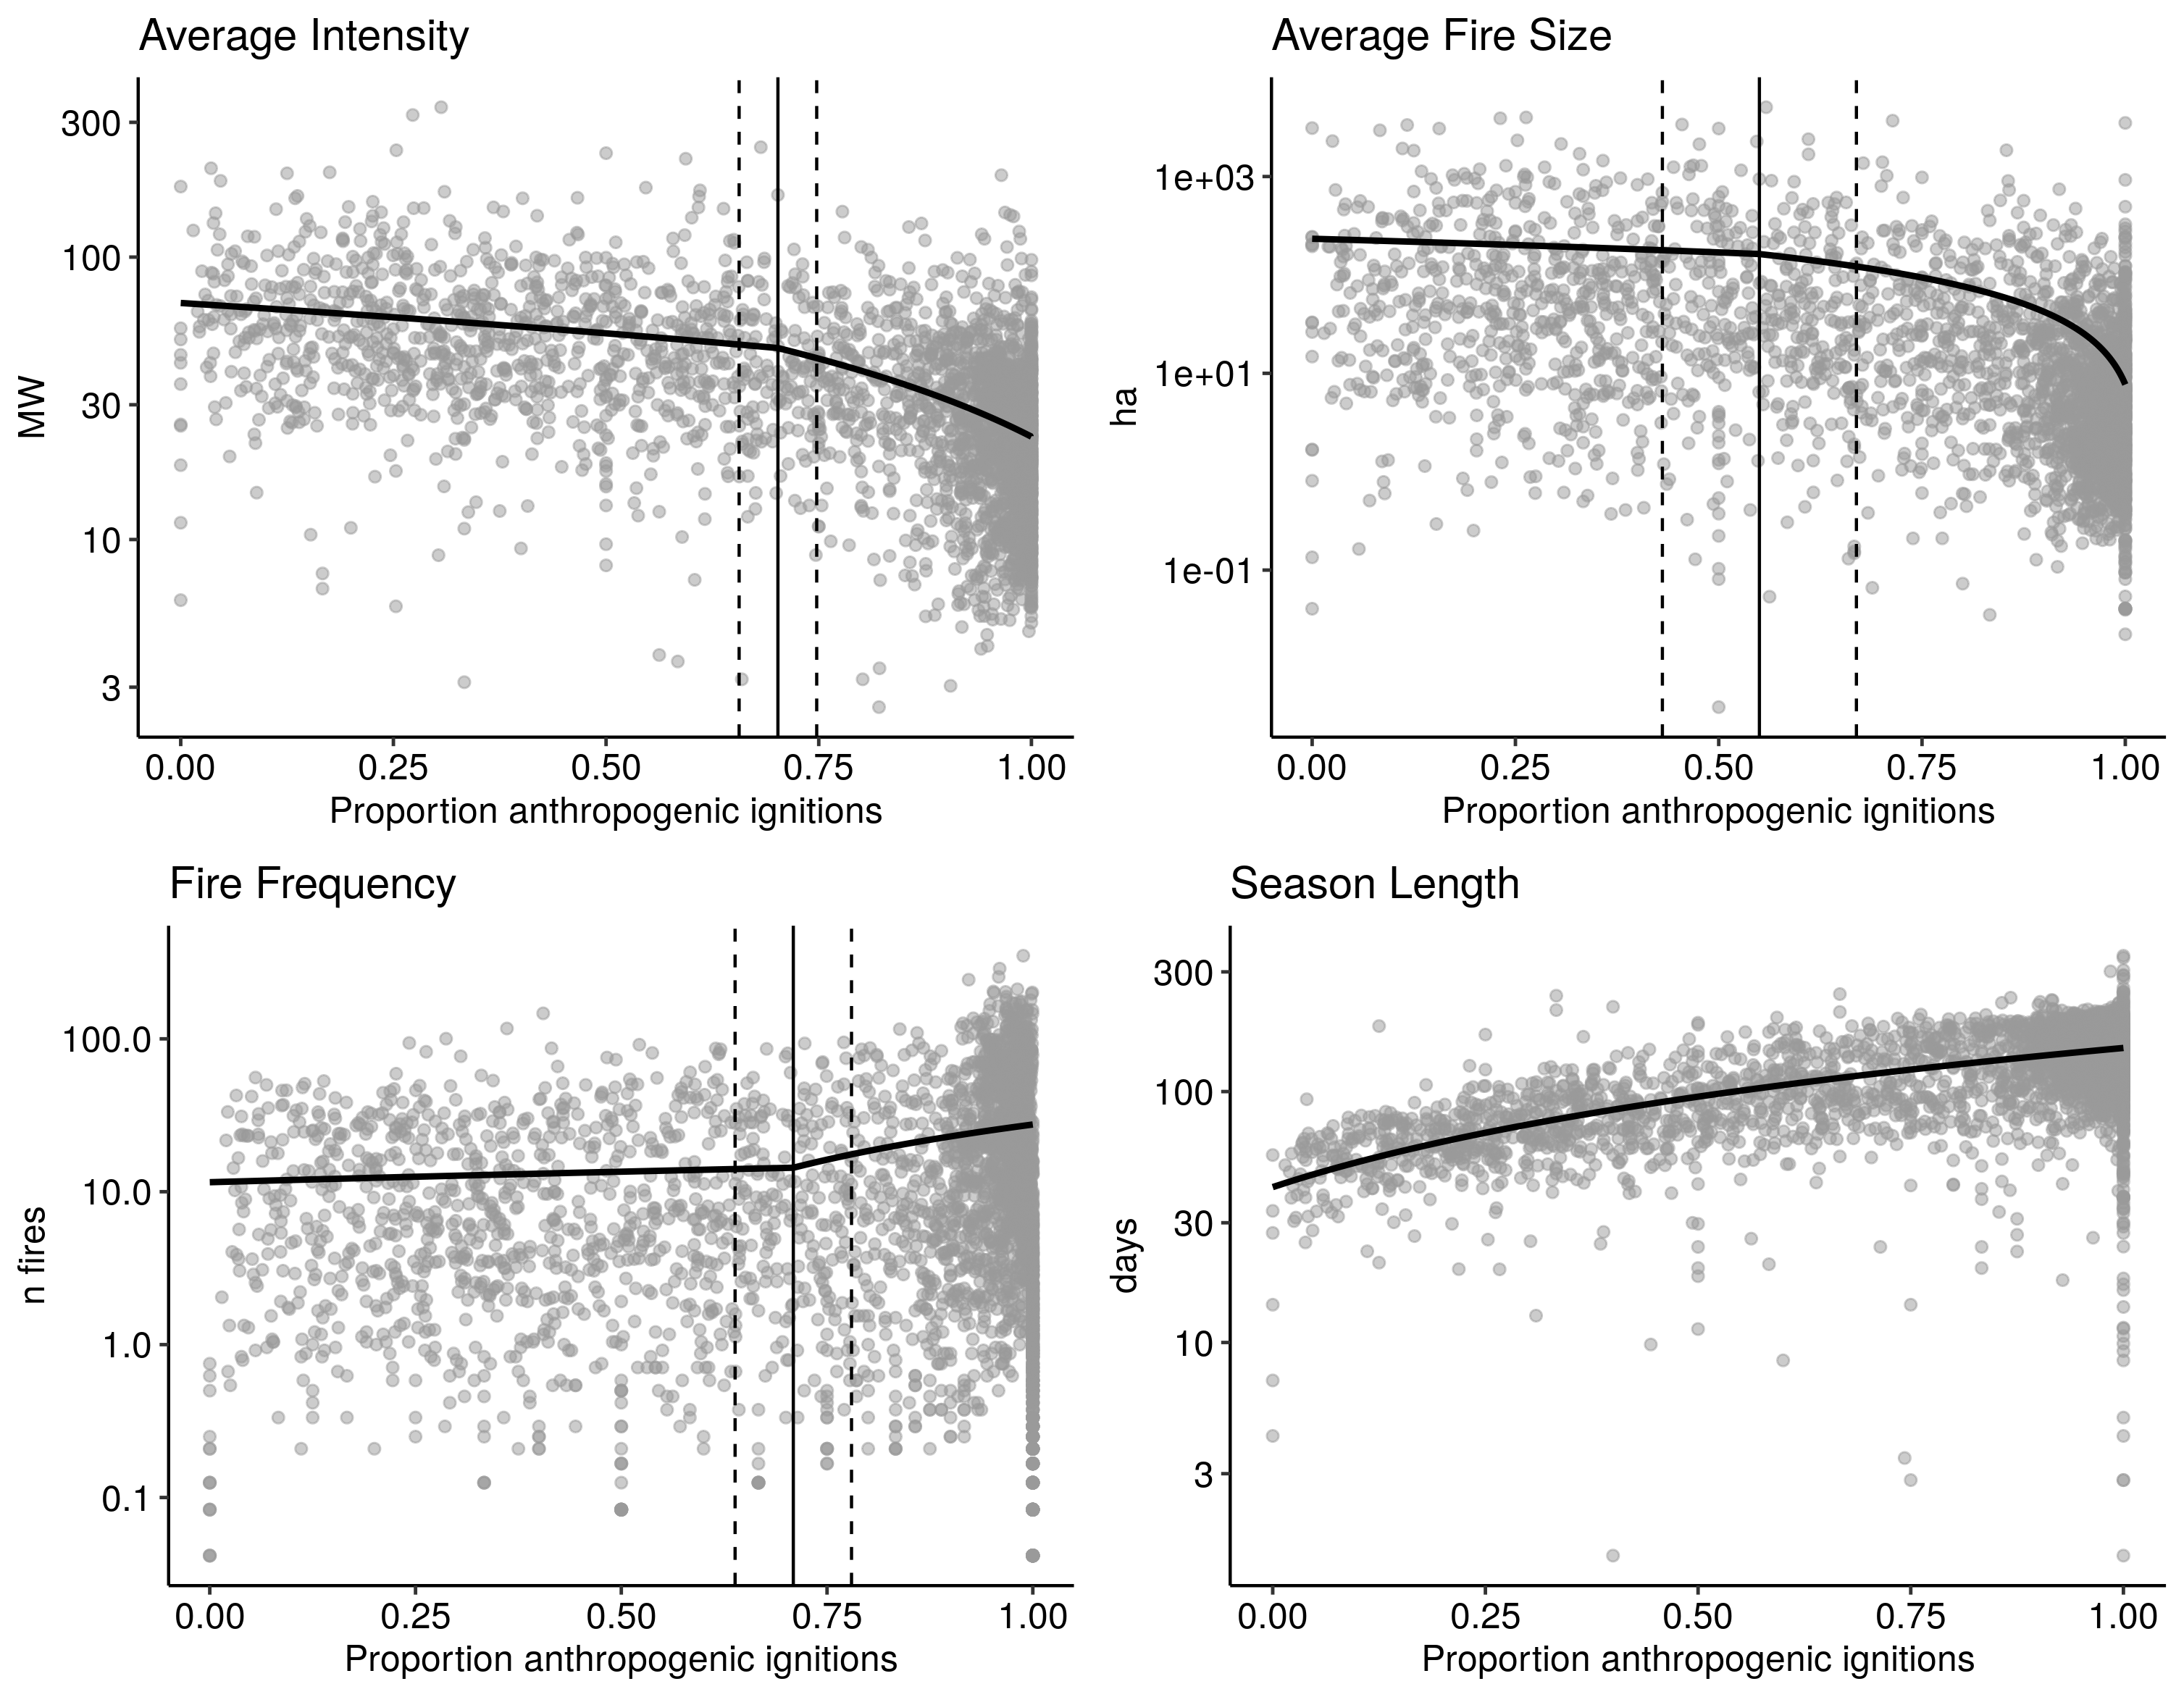 Average Intensity
MW
300
100
30
10
3
0.00 0.25 0.50 0.75 1.00
Proportion anthropogenic ignitions
Average Fire Size
ha
1e+03
1e+01
1e-01
0.00 0.25 0.50 0.75 1.00
Proportion anthropogenic ignitions
Fire Frequency
n fires
100.0
10.0
1.0
0.1
0.00 0.25 0.50 0.75 1.00
Proportion anthropogenic ignitions
Season Length
days
300
100
30
10
3
0.00 0.25 0.50 0.75 1.00
Proportion anthropogenic ignitions